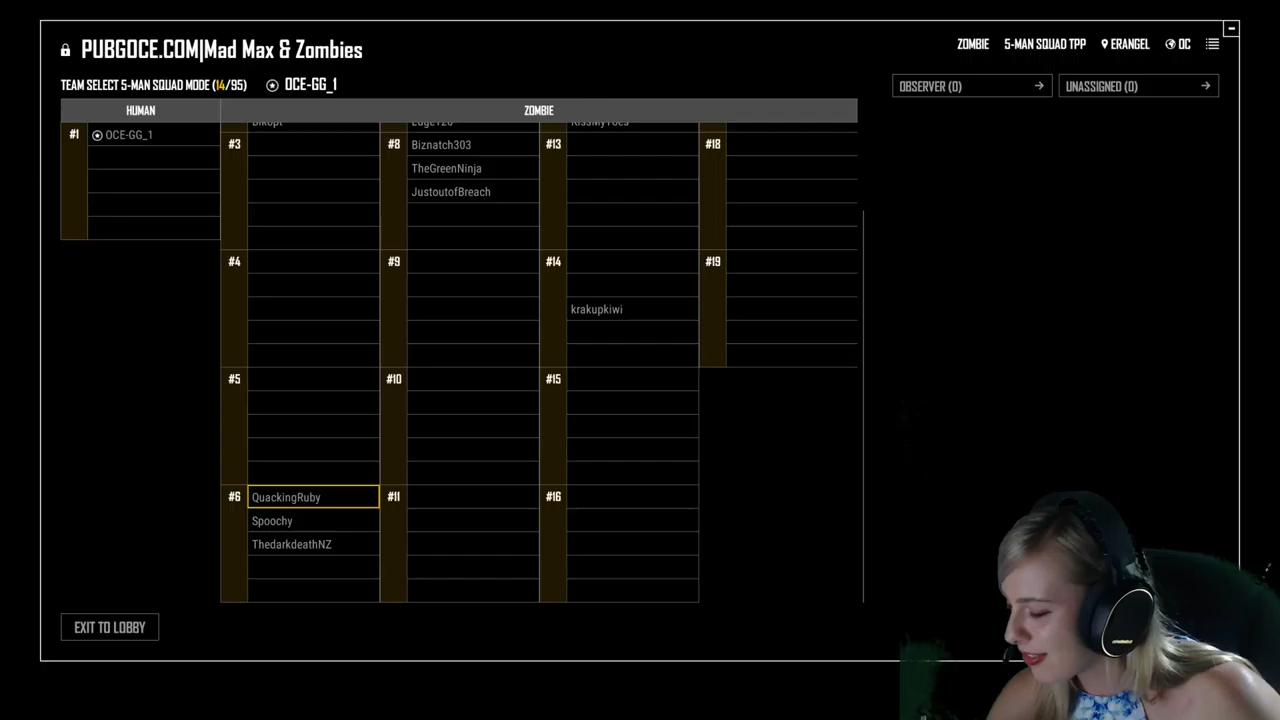 PUBGOCE.COM|Mad Max & Zombies
ZOMBIE 5-MAN SQUAD TPP ERANGEL OC
TEAM SELECT 5-MAN SQUAD MODE (14/95) OCE-GG_1
OBSERVER (0) UNASSIGNED (0)
HUMAN ZOMBIE
#1 OCE-GG_1
#3 #8 Biznatch303 #13 #18
TheGreenNinja
JustoutofBreach
#4 #9 #14 #19
krakupkiwi
#5 #10 #15
#6 QuackingRuby #11 #16
Spoochy
ThedarkdeathNZ
EXIT TO LOBBY